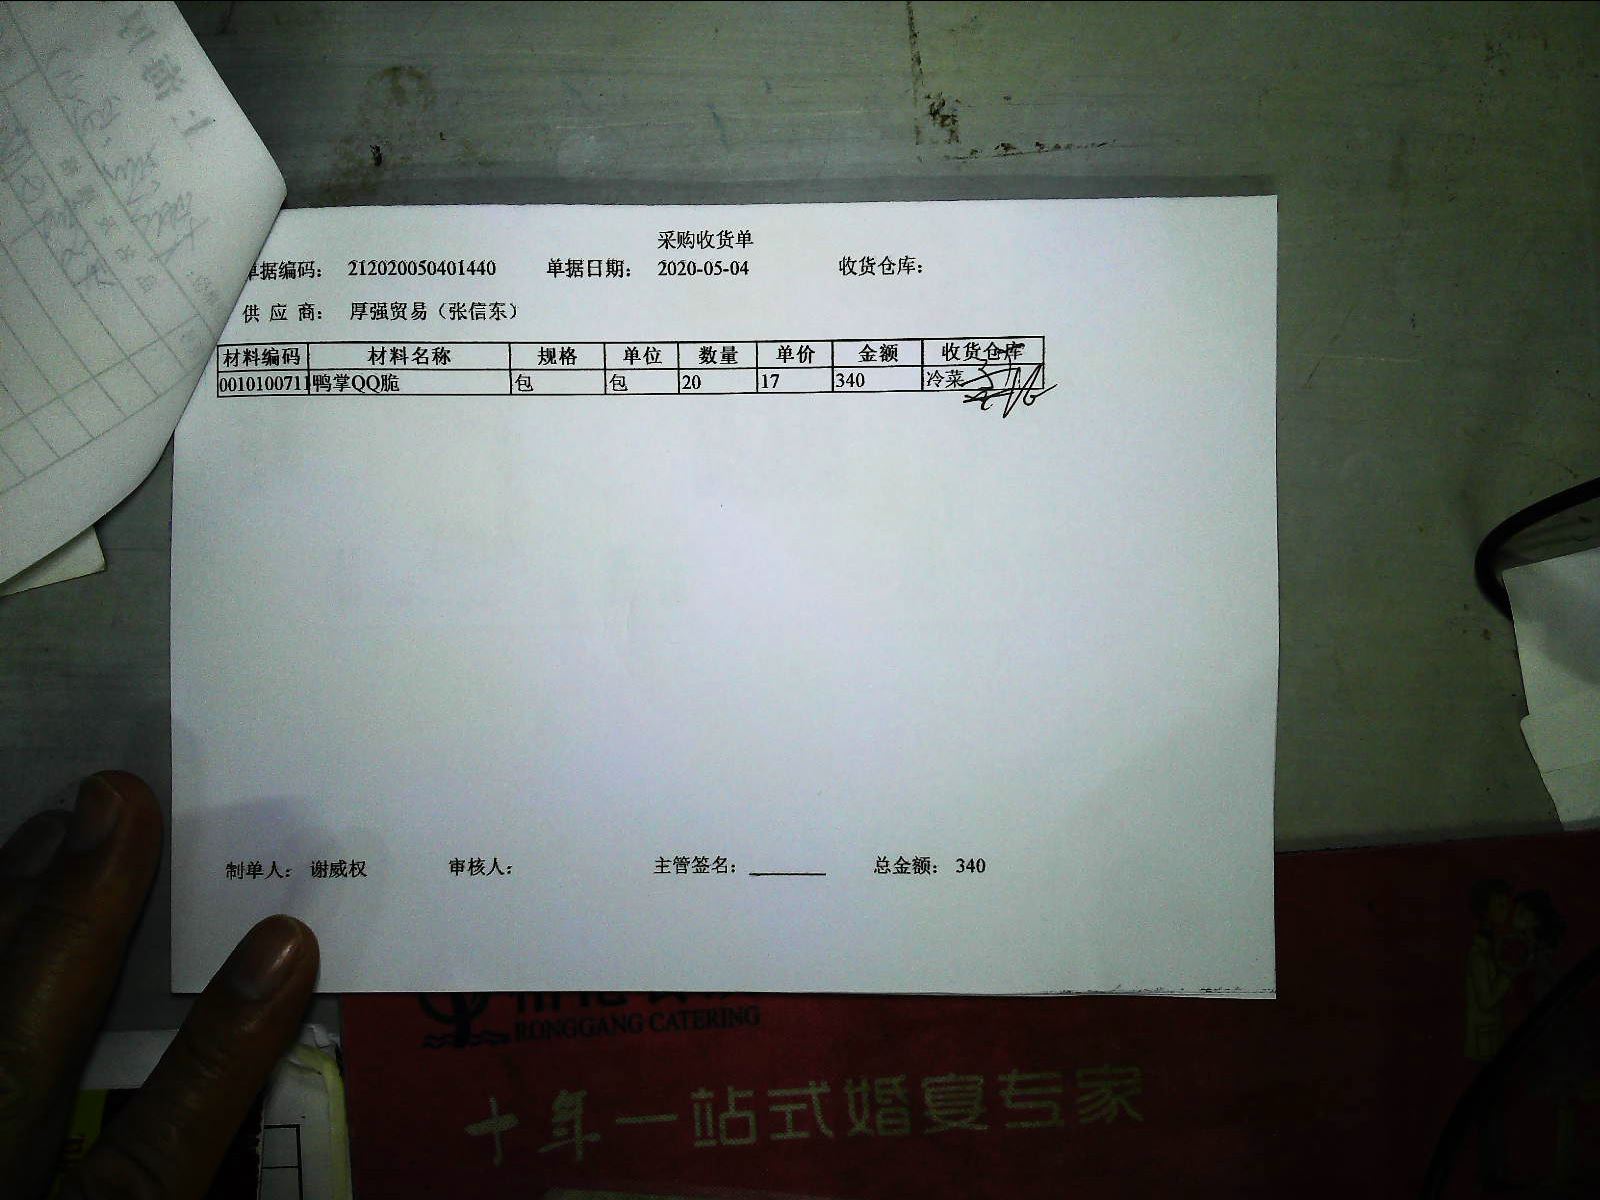 采购收货单
单据编码： 212020050401440 单据日期： 2020-05-04 收货仓库：
供 应 商： 厚强贸易（张信东）
材料编码 材料名称 规格 单位 数量 单价 金额 收货仓库
0010100711 鸭掌QQ脆 包 包 20 17 340 冷菜
制单人： 谢威权 审核人： 主管签名： 总金额： 340
RONGGANG CATERING
十年一站式婚宴专家